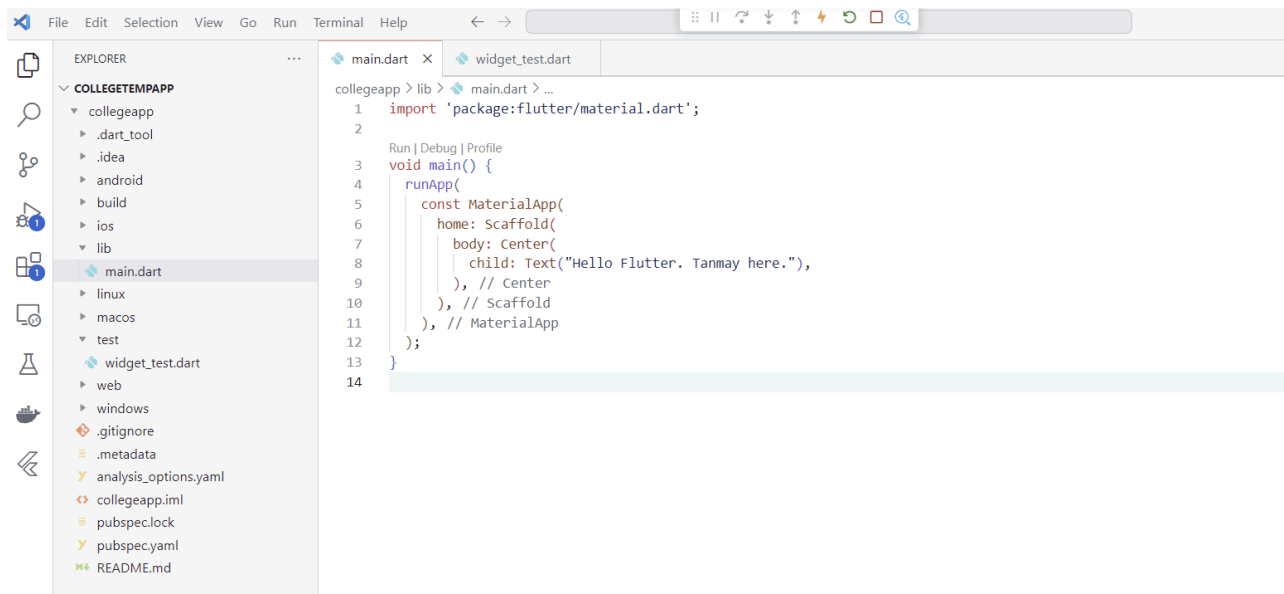 File Edit Selection View Go Run Terminal Help
EXPLORER
COLLEGETEMPAPP
collegeapp
.dart_tool
.idea
android
build
ios
lib
main.dart
linux
macos
test
widget_test.dart
web
windows
.gitignore
.metadata
analysis_options.yaml
collegeapp.iml
pubspec.lock
pubspec.yaml
README.md
1
1
main.dart widget_test.dart
collegeapp > lib > main.dart > ...
1 import 'package:flutter/material.dart';
2
Run | Debug | Profile
3 void main() {
4 runApp(
5 const MaterialApp(
6 home: Scaffold(
7 body: Center(
8 child: Text("Hello Flutter. Tanmay here."),
9 ), // Center
10 ), // Scaffold
11 ), // MaterialApp
12 );
13 }
14